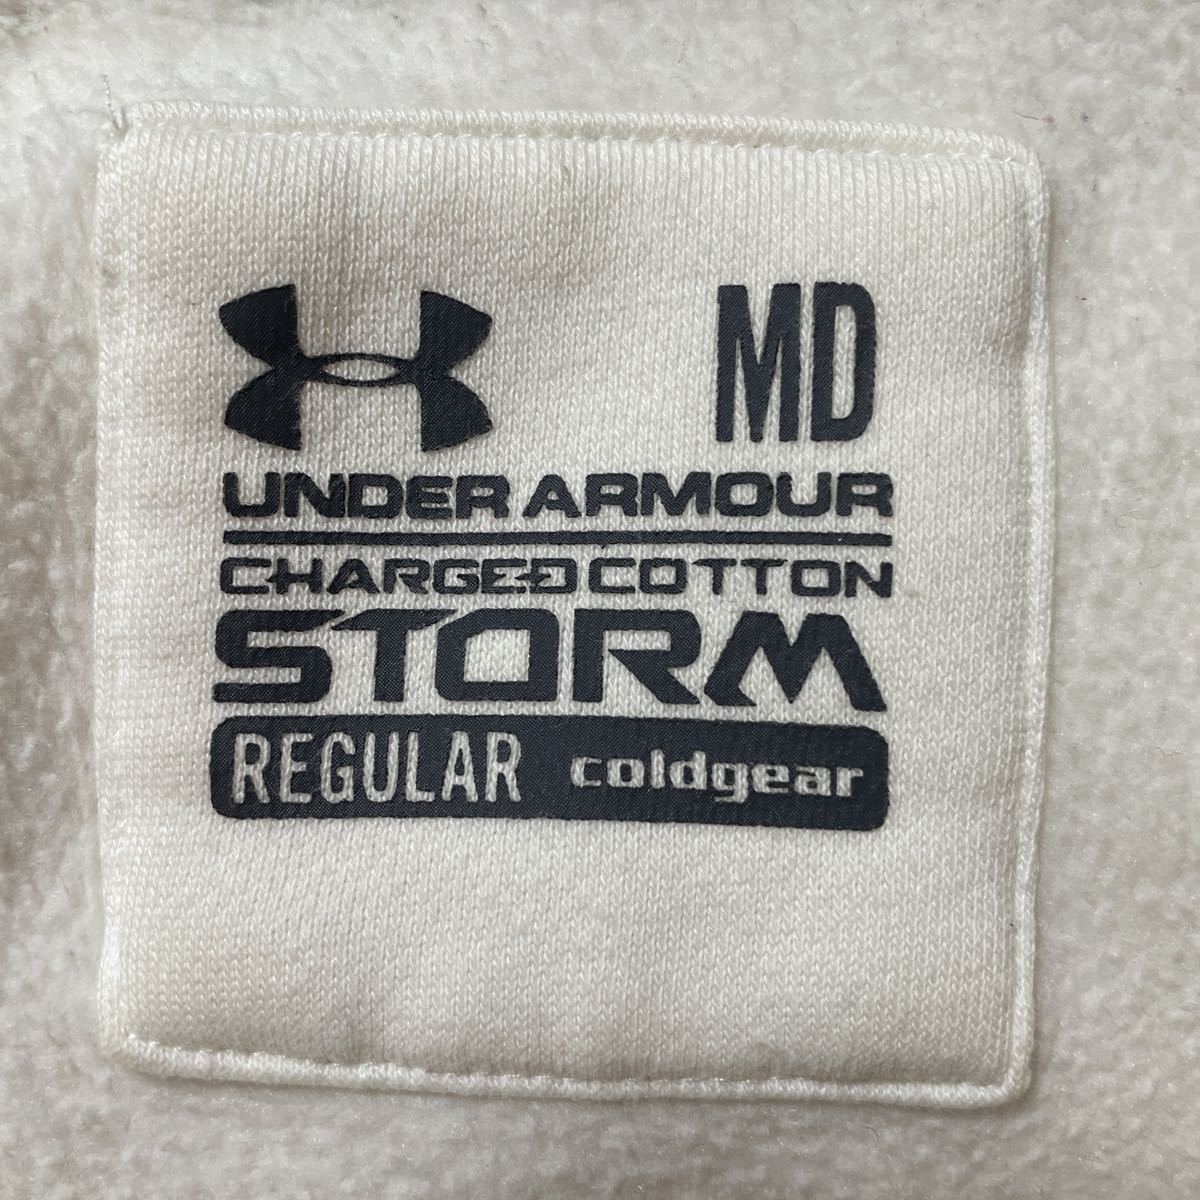 MD
UNDER ARMOUR
CHARGED COTTON
STORM
REGULAR coldgear